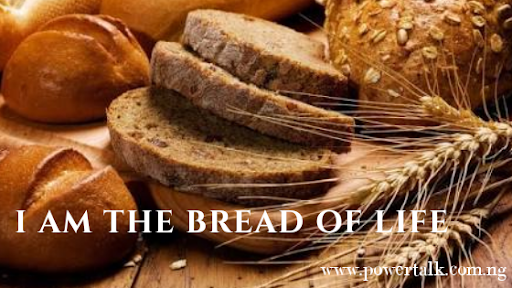 I AM THE BREAD OF LIFE
www.powertalk.com.ng